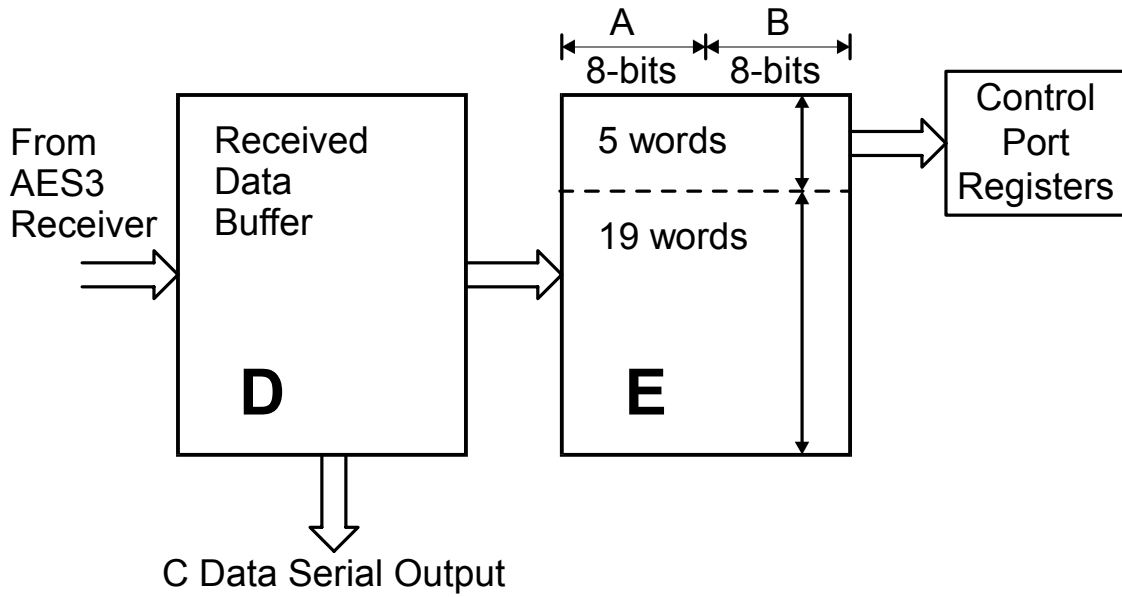 A
B
8-bits
8-bits
From
AES3
Receiver
Received
Data
Buffer
D
5 words
19 words
E
Control
Port
Registers
C Data Serial Output